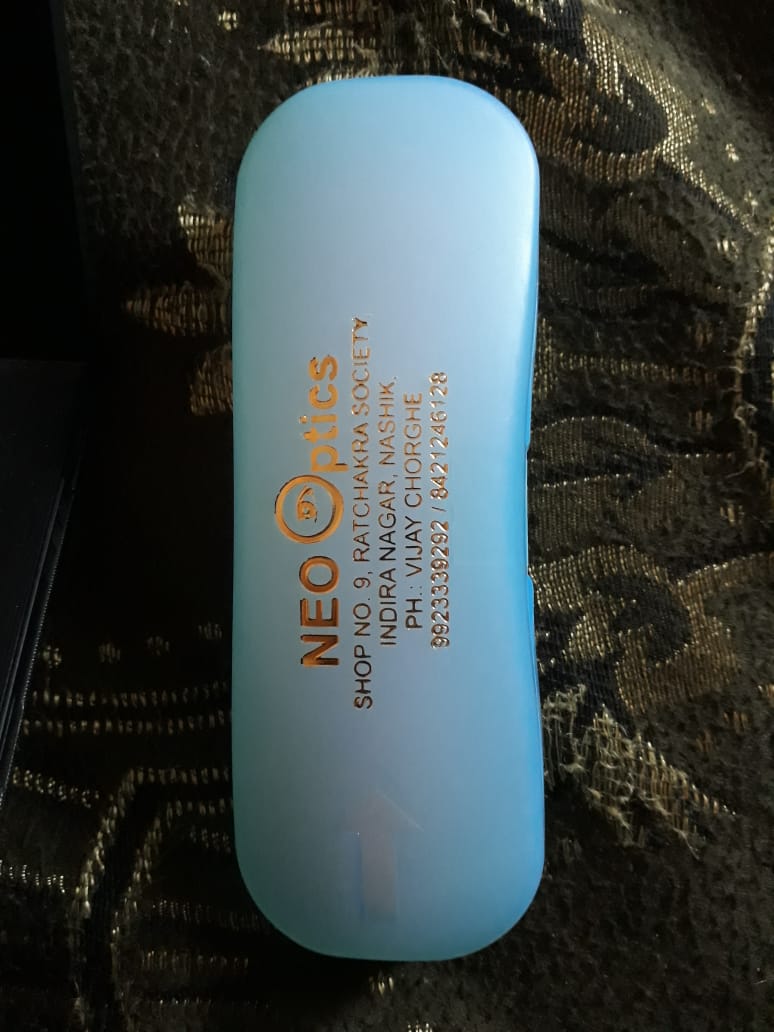 NEO Optics
SHOP NO. 9, RATCHAKRA SOCIETY
INDIRA NAGAR, NASHIK.
PH.: VIJAY CHORGHE
9923339292 / 8421246128